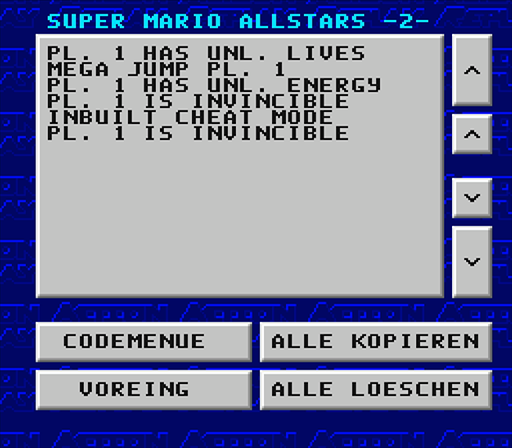 SUPER MARIO ALLSTARS -2-
PL. 1 HAS UNL. LIVES
MEGA JUMP PL. 1
PL. 1 HAS UNL. ENERGY
PL. 1 IS INVINCIBLE
INBUILT CHEAT MODE
PL. 1 IS INVINCIBLE
CODEMENUE
ALLE KOPIEREN
VOREING
ALLE LOESCHEN